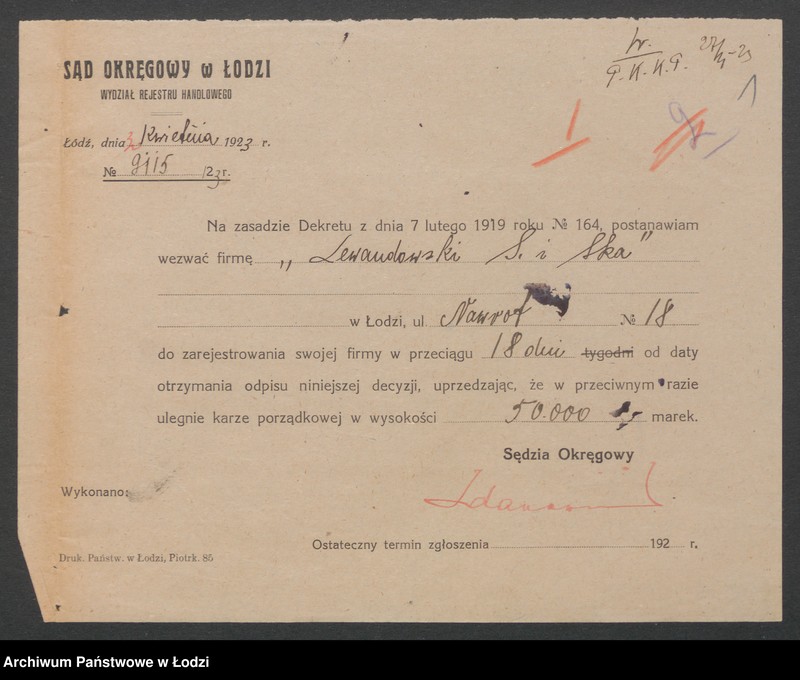 SĄD OKRĘGOWY w ŁODZI
WYDZIAŁ REJESTRU HANDLOWEGO
P.K.K.P.
1
Łódź, dnia Kwietnia 1923 r.
№ 9115 /23 r.
Na zasadzie Dekretu z dnia 7 lutego 1919 roku № 164, postanawiam
wezwać firmę „Lewandowski S. i Ska”
w Łodzi, ul. Nawrot № 18
do zarejestrowania swojej firmy w przeciągu 18 dni tygodni od daty
otrzymania odpisu niniejszej decyzji, uprzedzając, że w przeciwnym razie
ulegnie karze porządkowej w wysokości 50.000 marek.
Sędzia Okręgowy
Wykonano:
Ostateczny termin zgłoszenia 192 r.
Druk. Państw. w Łodzi, Piotrk. 85
Archiwum Państwowe w Łodzi